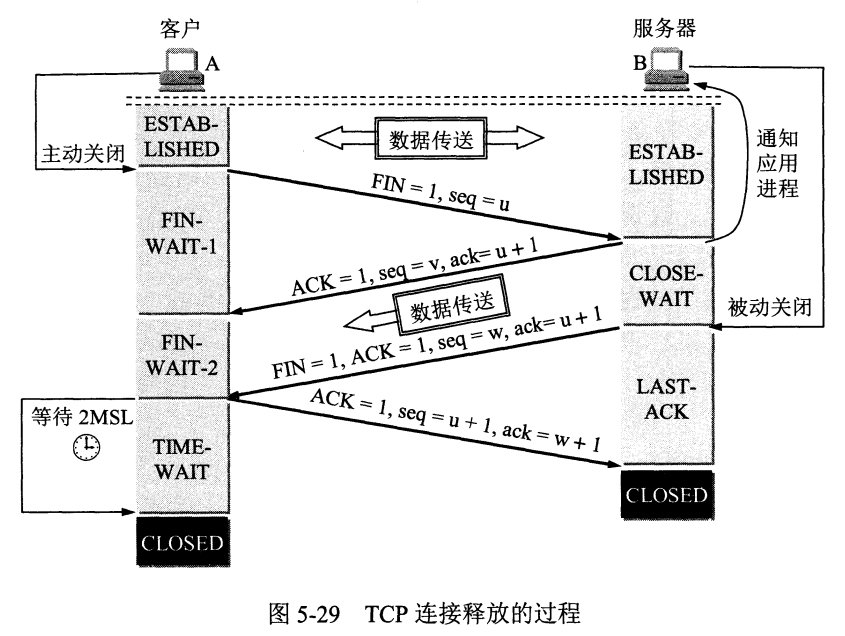 客户
服务器
A
B
ESTAB-
LISHED
数据传送
主动关闭
ESTAB-
LISHED
通知
应用
进程
FIN = 1, seq = u
FIN-
WAIT-1
ACK = 1, seq = v, ack= u + 1
CLOSE-
WAIT
数据传送
被动关闭
FIN-
WAIT-2
FIN = 1, ACK = 1, seq = w, ack= u + 1
LAST-
ACK
ACK = 1, seq = u + 1, ack = w + 1
等待 2MSL
TIME-
WAIT
CLOSED
CLOSED
图 5-29 TCP 连接释放的过程